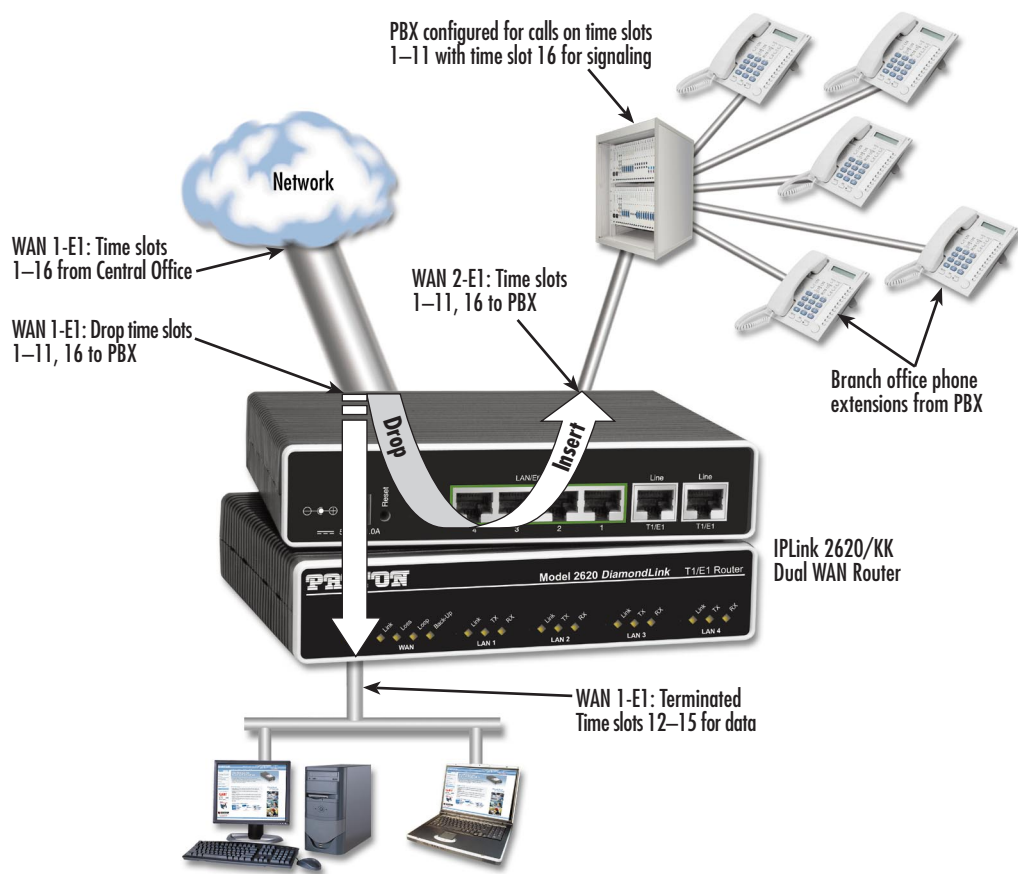 PBX configured for calls on time slots
1–11 with time slot 16 for signaling
Network
WAN 1-E1: Time slots
1–16 from Central Office
WAN 2-E1: Time slots
1–11, 16 to PBX
WAN 1-E1: Drop time slots
1–11, 16 to PBX
Branch office phone
extensions from PBX
Drop
Insert
Reset
4 3 2 1
Line
T1/E1
Line
T1/E1
IPLink 2620/KK
Dual WAN Router
Model 2620 DiamondLink T1/E1 Router
Link Loss Loop Back-Up
WAN
Link TX RX
LAN 1
Link TX RX
LAN 2
Link TX RX
LAN 3
Link TX RX
LAN 4
WAN 1-E1: Terminated
Time slots 12–15 for data